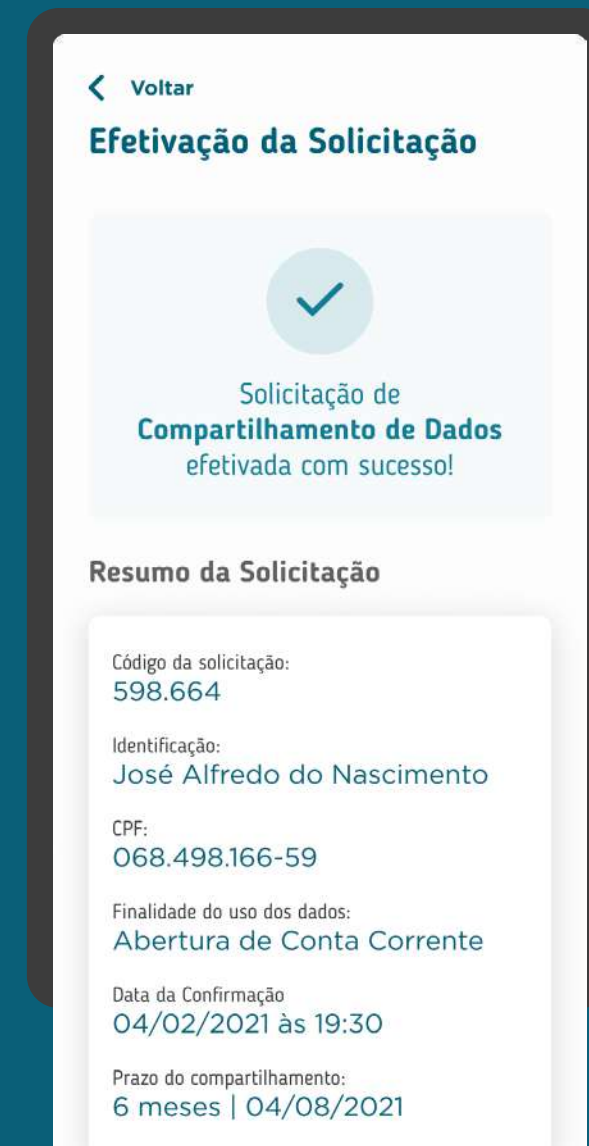 Voltar
Efetivação da Solicitação
Solicitação de
Compartilhamento de Dados
efetivada com sucesso!
Resumo da Solicitação
Código da solicitação:
598.664
Identificação:
José Alfredo do Nascimento
CPF:
068.498.166-59
Finalidade do uso dos dados:
Abertura de Conta Corrente
Data da Confirmação
04/02/2021 às 19:30
Prazo do compartilhamento:
6 meses | 04/08/2021